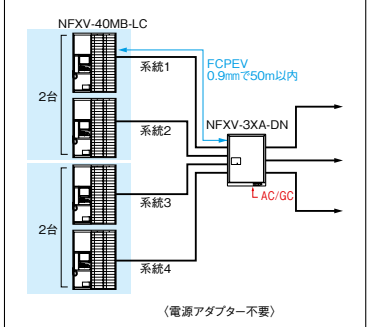 NFXV-40MB-LC
FCPEV
0.9mmで50m以内
系統1
2台
NFXV-3XA-DN
系統2
系統3
AC/GC
2台
系統4
〈電源アダプター不要〉